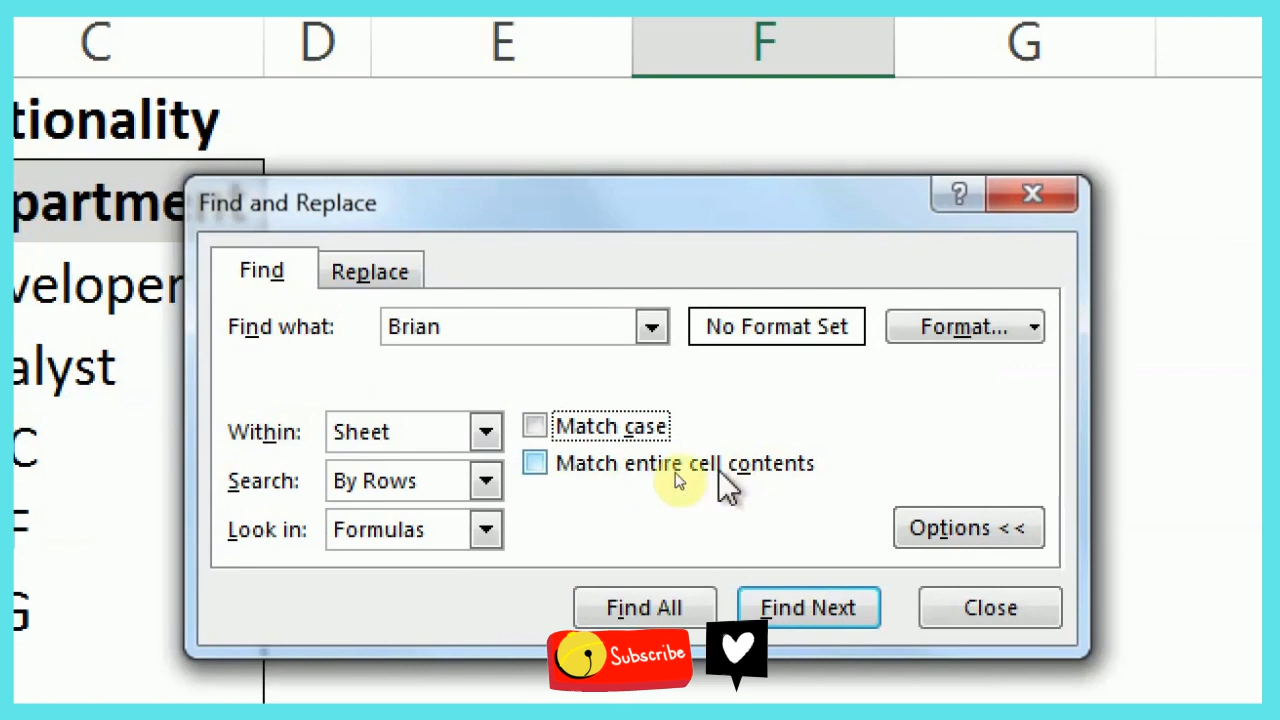 C D E F G
tionality
partme
Find and Replace
?
veloper
Find Replace
Find what: Brian No Format Set Format...
alyst
Within: Sheet Match case
C
Match entire cell contents
Search: By Rows
F
Look in: Formulas Options <<
G
Find All Find Next Close
Subscribe